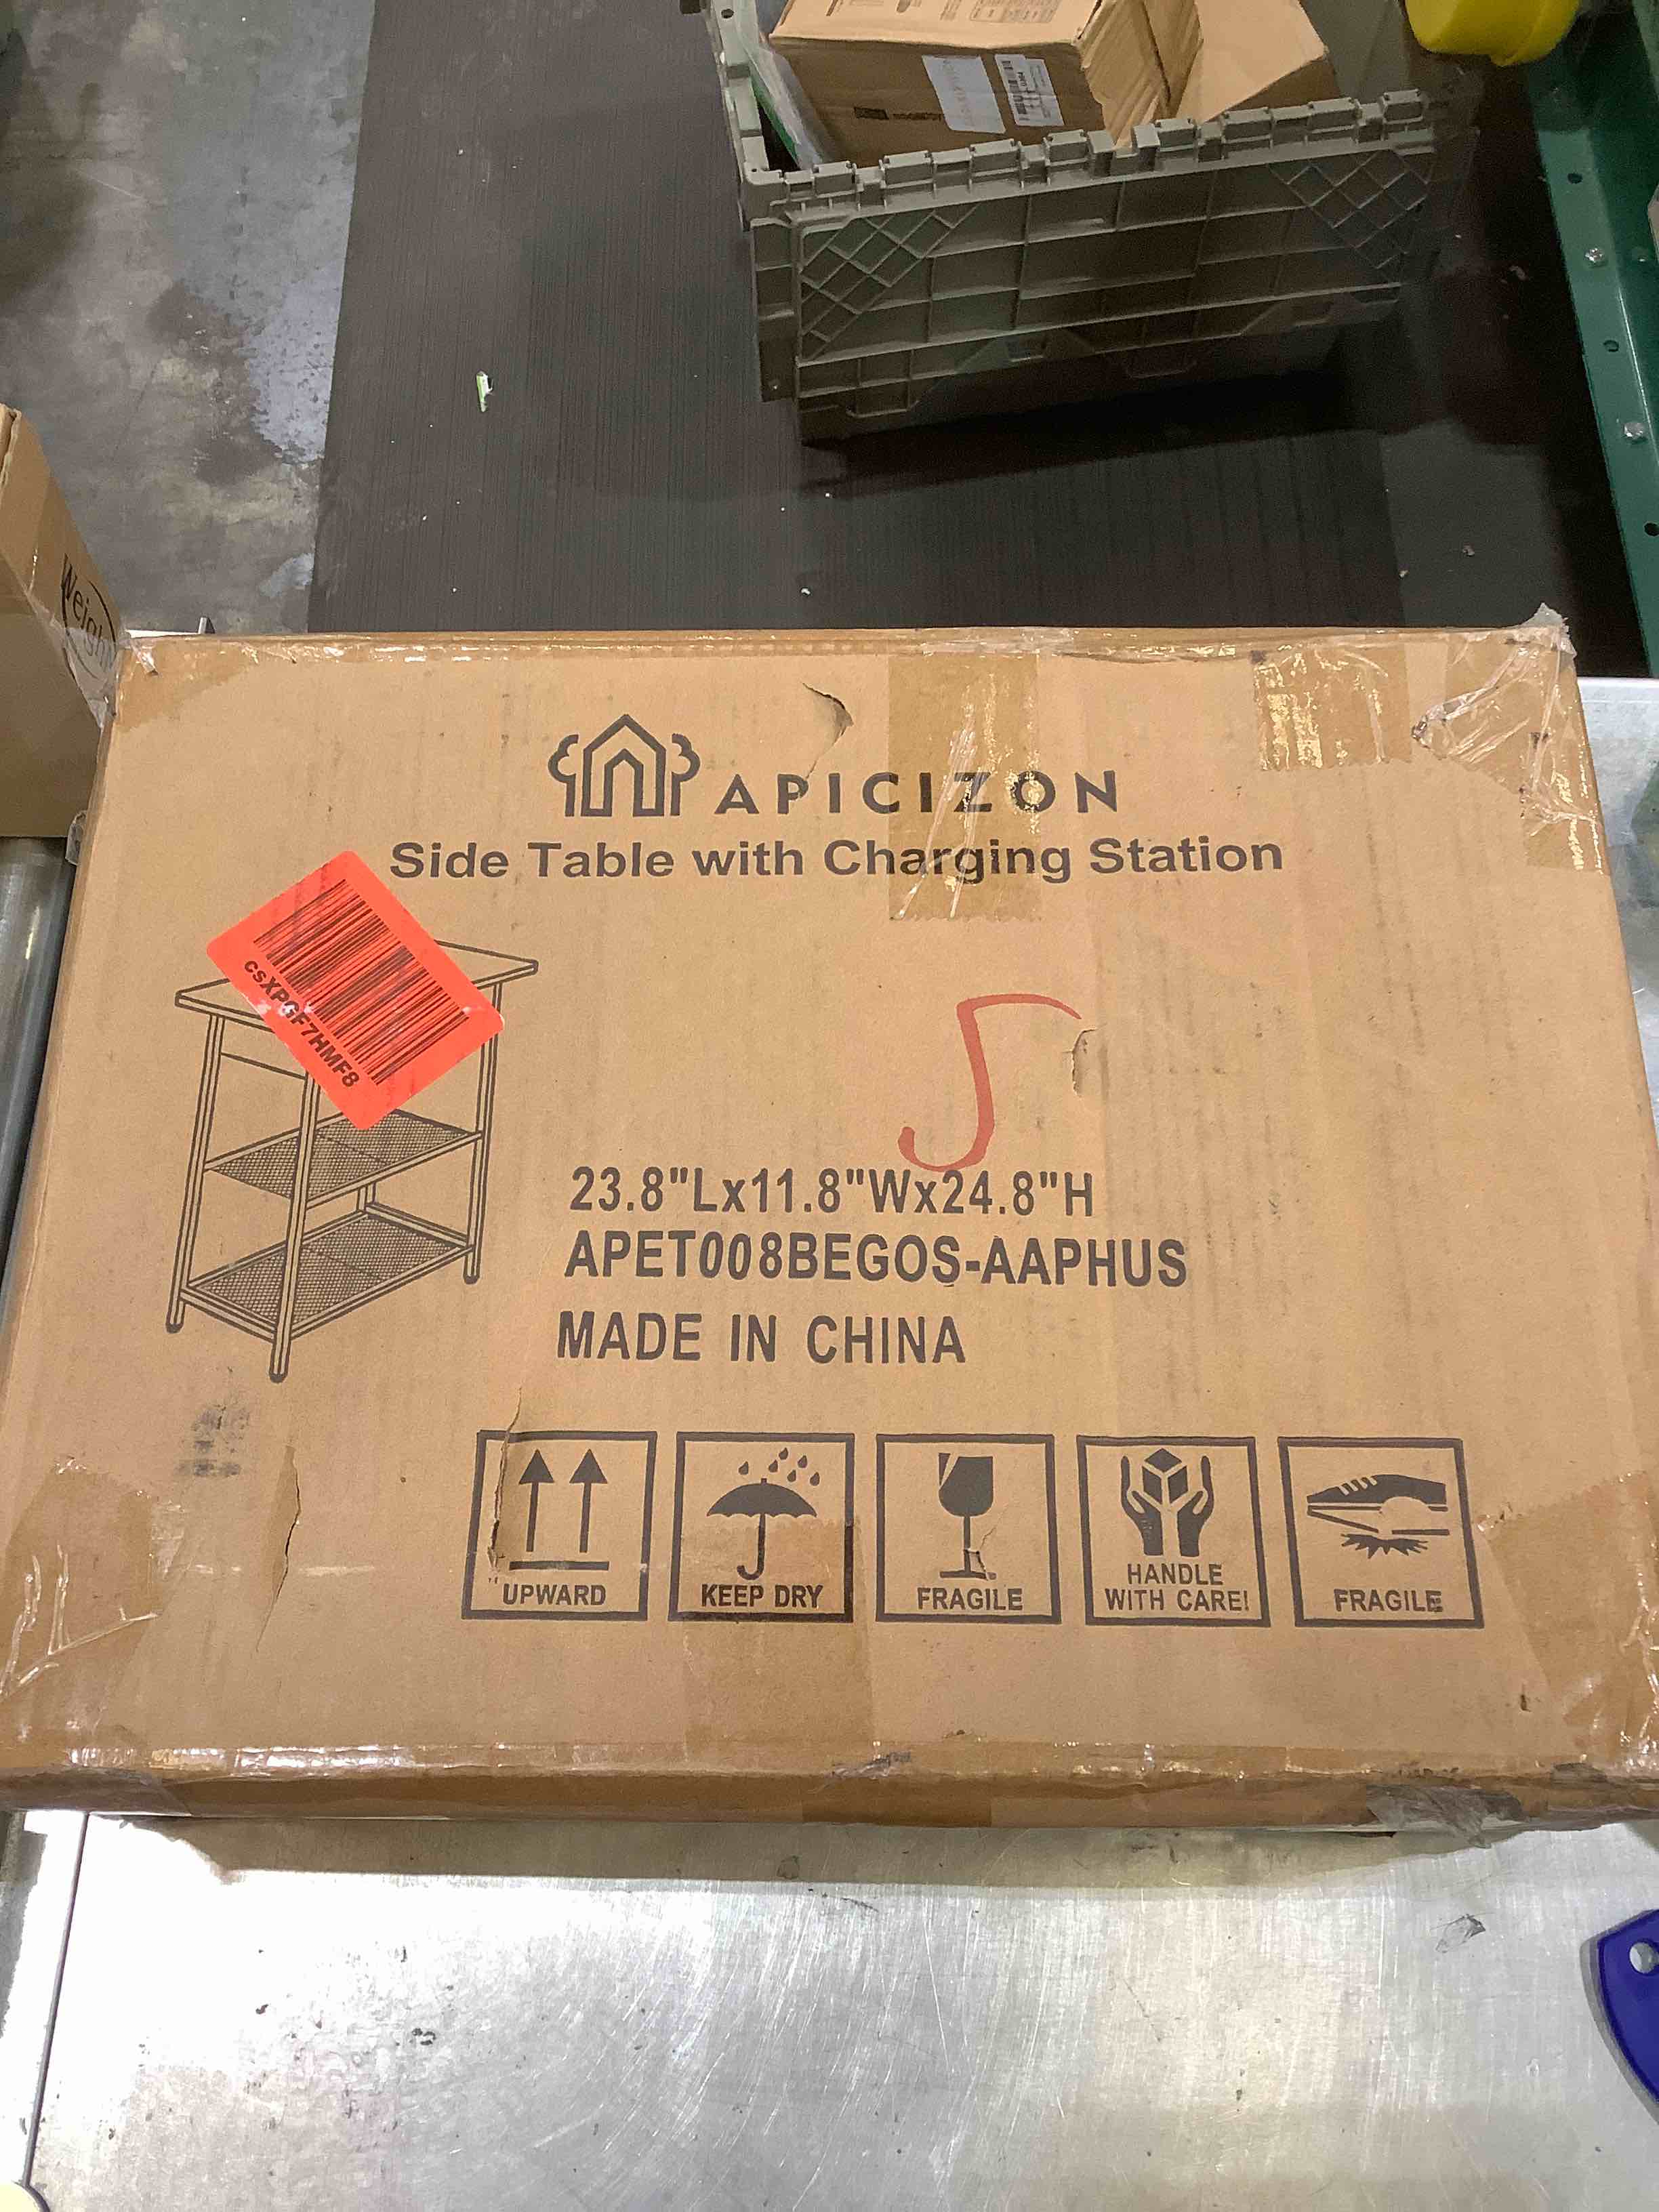 APICIZON
Side Table with Charging Station
csXPGF7HMF8
23.8"Lx11.8"Wx24.8"H
APET008BEGOS-AAPHUS
MADE IN CHINA
UPWARD
KEEP DRY
FRAGILE
HANDLE
WITH CARE!
FRAGILE